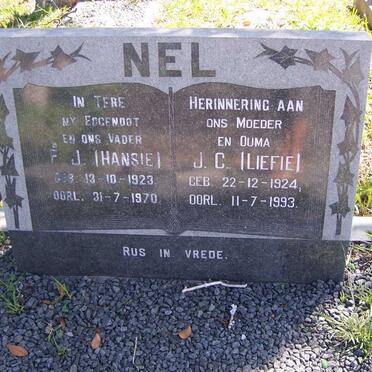 NEL
IN TERE
MY EGGENOOT
EN ONS VADER
J. (HANSIE)
GEB. 13-10-1923.
OORL. 31-7-1970.
HERINNERING AAN
ONS MOEDER
EN OUMA
J. C. (LIEFIE)
GEB. 22-12-1924,
OORL. 11-7-1993.
RUS IN VREDE.